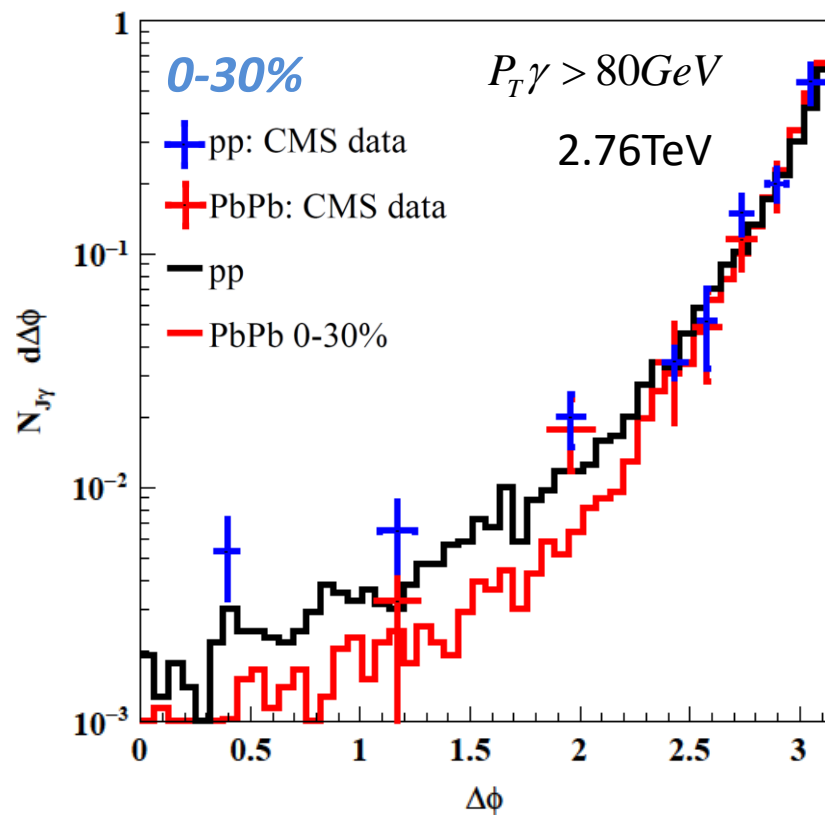 1
0-30%
P_T γ > 80GeV
2.76TeV
pp: CMS data
PbPb: CMS data
pp
PbPb 0-30%
10⁻¹
10⁻²
10⁻³
N_Jγ dΔϕ
0 0.5 1 1.5 2 2.5 3
Δϕ